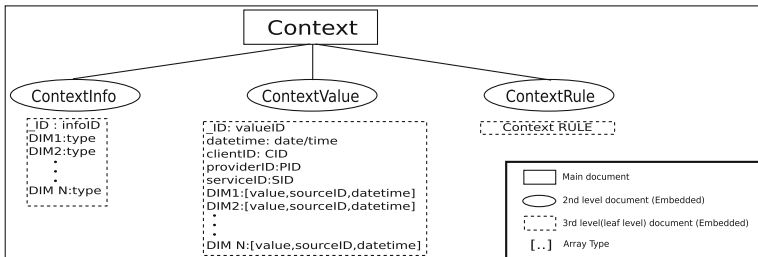 Context
ContextInfo
_ID : infoID
DIM1:type
DIM2:type
DIM N:type
ContextValue
_ID: valueID
datetime: date/time
clientID: CID
providerID:PID
serviceID:SID
DIM1:[value,sourceID,datetime]
DIM2:[value,sourceID,datetime]
DIM N:[value,sourceID,datetime]
ContextRule
Context RULE
Main document
2nd level document (Embedded)
3rd level(leaf level) document (Embedded)
[..] Array Type